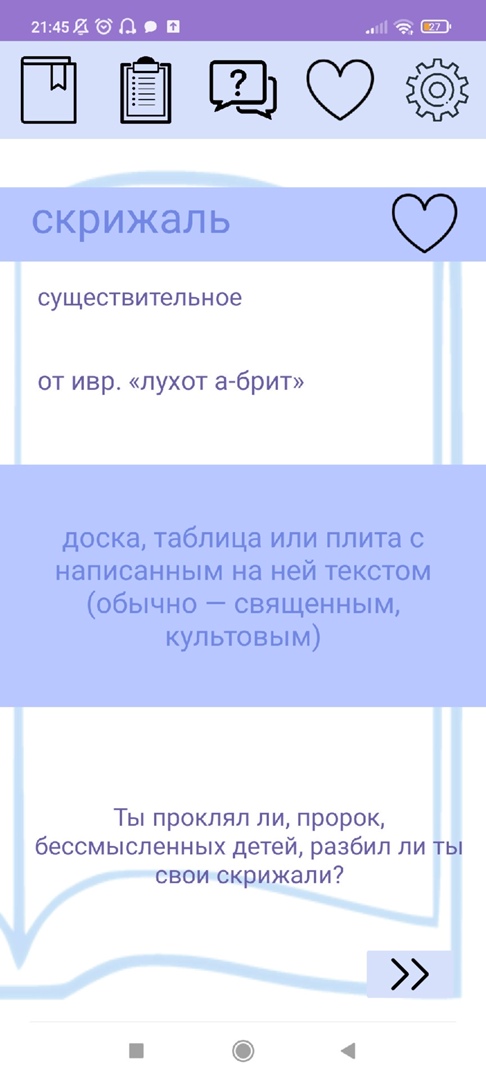 21:45
27
?
скрижаль
существительное
от ивр. «лухот а-брит»
доска, таблица или плита с
написанным на ней текстом
(обычно — священным,
культовым)
Ты проклял ли, пророк,
бессмысленных детей, разбил ли ты
свои скрижали?